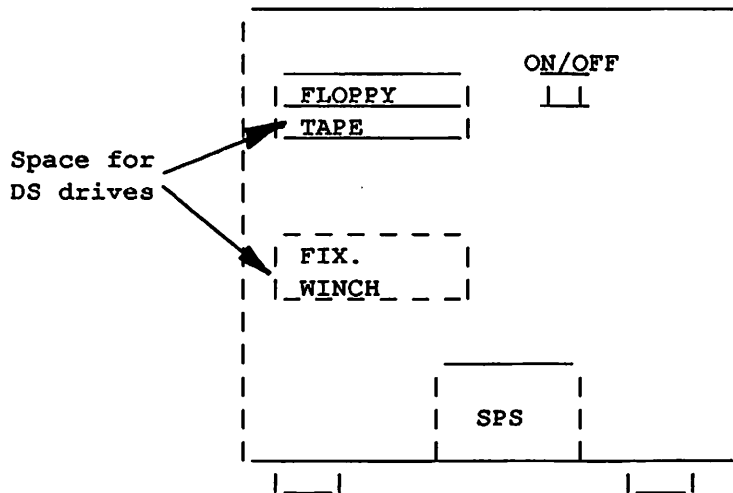 ON/OFF
FLOPPY
TAPE
Space for
DS drives
FIX.
WINCH
SPS